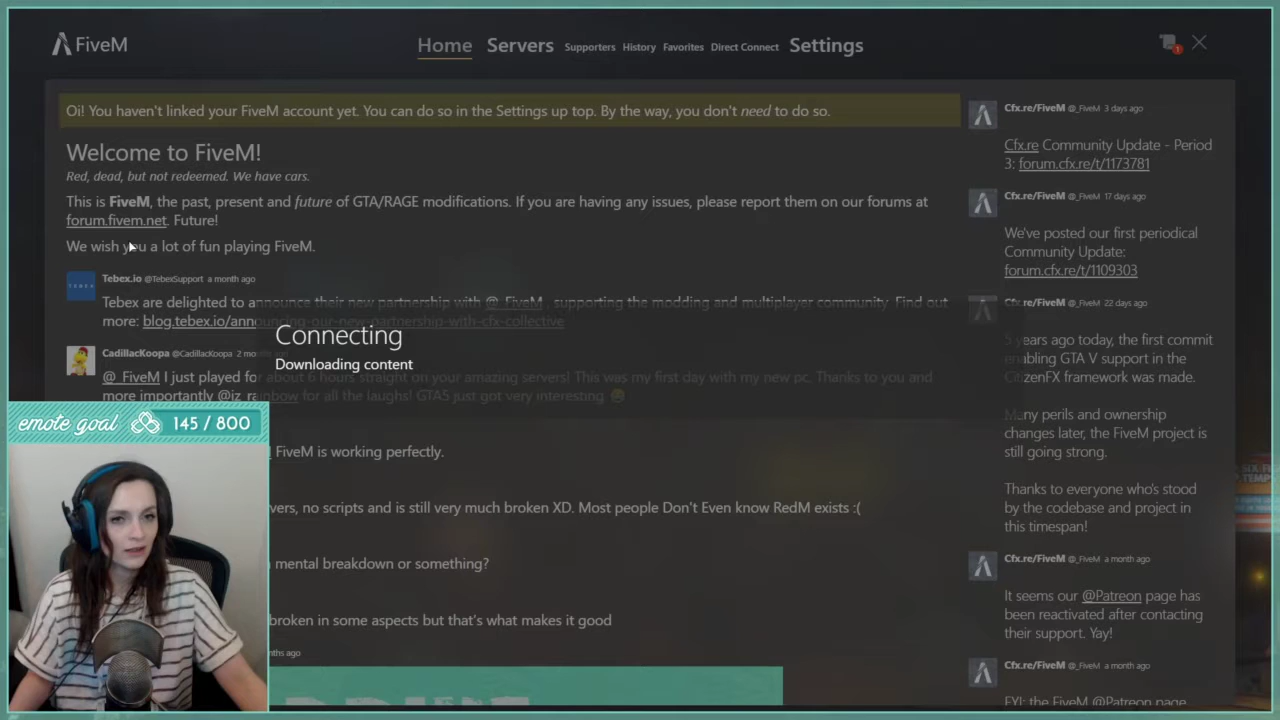 FiveM
Home Servers Supporters History Favorites Direct Connect Settings
1
Oi! You haven't linked your FiveM account yet. You can do so in the Settings up top. By the way, you don't need to do so.
Welcome to FiveM!
Red, dead, but not redeemed. We have cars.
This is FiveM, the past, present and future of GTA/RAGE modifications. If you are having any issues, please report them on our forums at
forum.fivem.net. Future!
We wish you a lot of fun playing FiveM.
TEBEX
Tebex.io @TebexSupport a month ago
Tebex are delighted to announce their new partnership with @_FiveM_, supporting the modding and multiplayer community. Find out
more: blog.tebex.io/announcing-our-new-partnership-with-cfx-collective
Connecting
Downloading content
CadillacKoopa @CadillacKoopa 2 mo
ago
@_FiveM I just played for about 6 hours straight on your amazing servers! This was my first day with my new pc. Thanks to you and
more importantly @iz_rainbow for all the laughs! GTA5 just got very interesting
FiveM is working perfectly.
vers, no scripts and is still very much broken XD. Most people Don't Even know RedM exists :(
mental breakdown or something?
broken in some aspects but that's what makes it good
ths ago
emote goal 145 / 800
Cfx.re/FiveM @_FiveM 3 days ago
Cfx.re Community Update - Period
3: forum.cfx.re/t/1173781
Cfx.re/FiveM @_FiveM 17 days ago
We've posted our first periodical
Community Update:
forum.cfx.re/t/1109303
Cfx.re/FiveM @_FiveM 22 days ago
5 years ago today, the first commit
enabling GTA V support in the
CitizenFX framework was made.
Many perils and ownership
changes later, the FiveM project is
still going strong.
Thanks to everyone who's stood
by the codebase and project in
this timespan!
Cfx.re/FiveM @_FiveM a month ago
It seems our @Patreon page has
been reactivated after contacting
their support. Yay!
Cfx.re/FiveM @_FiveM a month ago
FYI: the FiveM @Patreon page